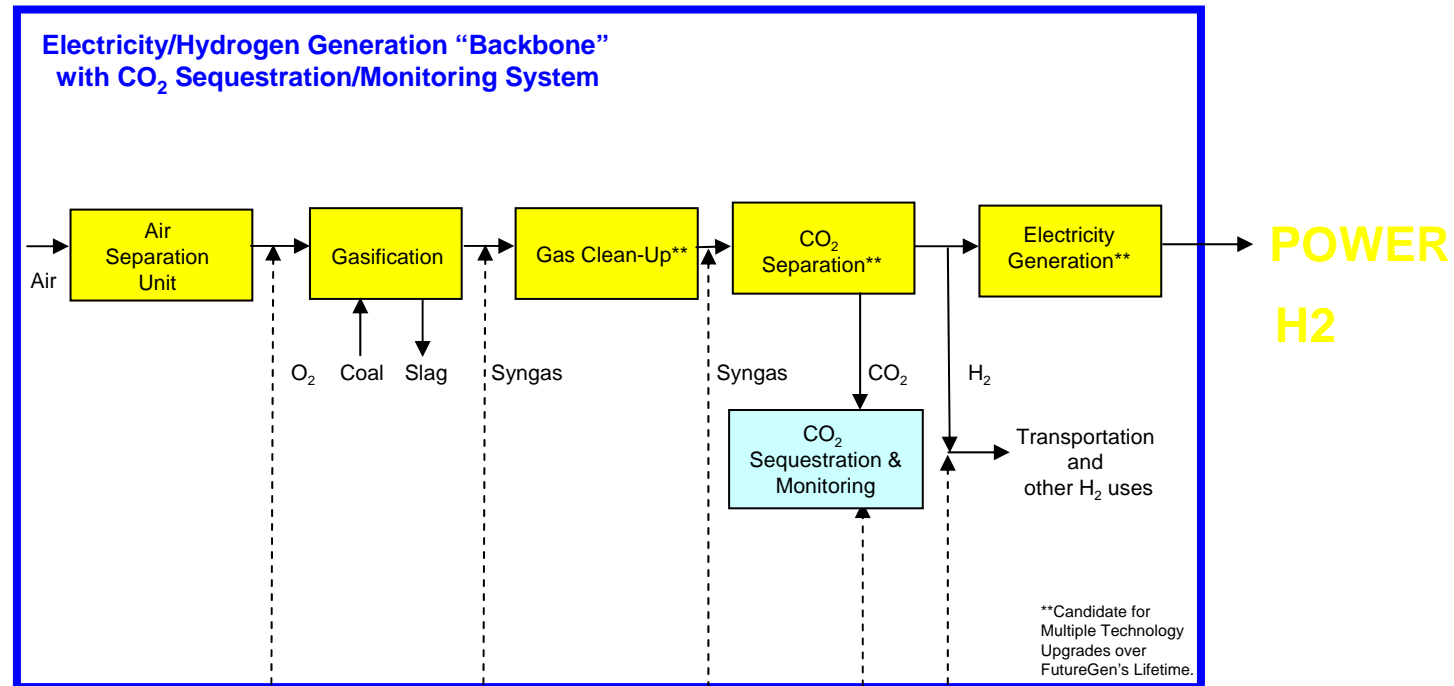 Electricity/Hydrogen Generation “Backbone”
with CO₂ Sequestration/Monitoring System
Air
Separation
Unit
Gasification
Gas Clean-Up**
CO₂
Separation**
Electricity
Generation**
POWER
H2
Air
O₂
Coal
Slag
Syngas
Syngas
CO₂
H₂
CO₂
Sequestration &
Monitoring
Transportation
and
other H₂ uses
**Candidate for
Multiple Technology
Upgrades over
FutureGen's Lifetime.